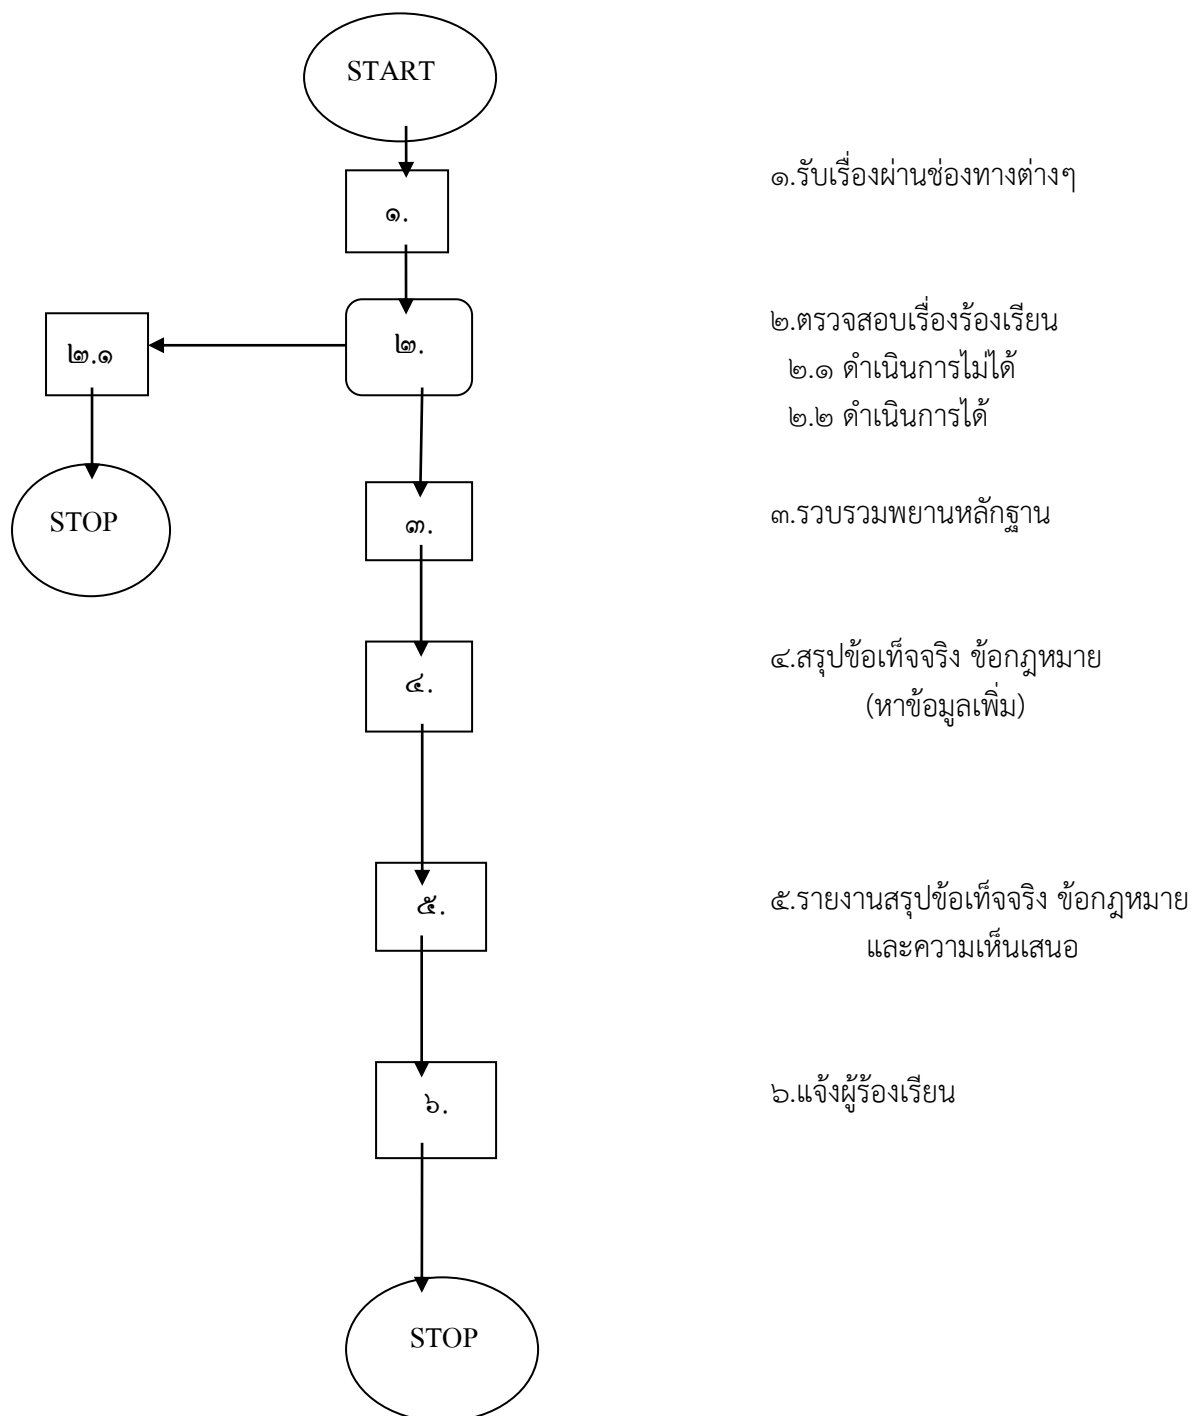 START
๑.
๒.
๒.๑
STOP
๓.
๔.
๕.
๖.
STOP
๑.รับเรื่องผ่านช่องทางต่างๆ
๒.ตรวจสอบเรื่องร้องเรียน
๒.๑ ดำเนินการไม่ได้
๒.๒ ดำเนินการได้
๓.รวบรวมพยานหลักฐาน
๔.สรุปข้อเท็จจริง ข้อกฎหมาย
(หาข้อมูลเพิ่ม)
๕.รายงานสรุปข้อเท็จจริง ข้อกฎหมาย
และความเห็นเสนอ
๖.แจ้งผู้ร้องเรียน